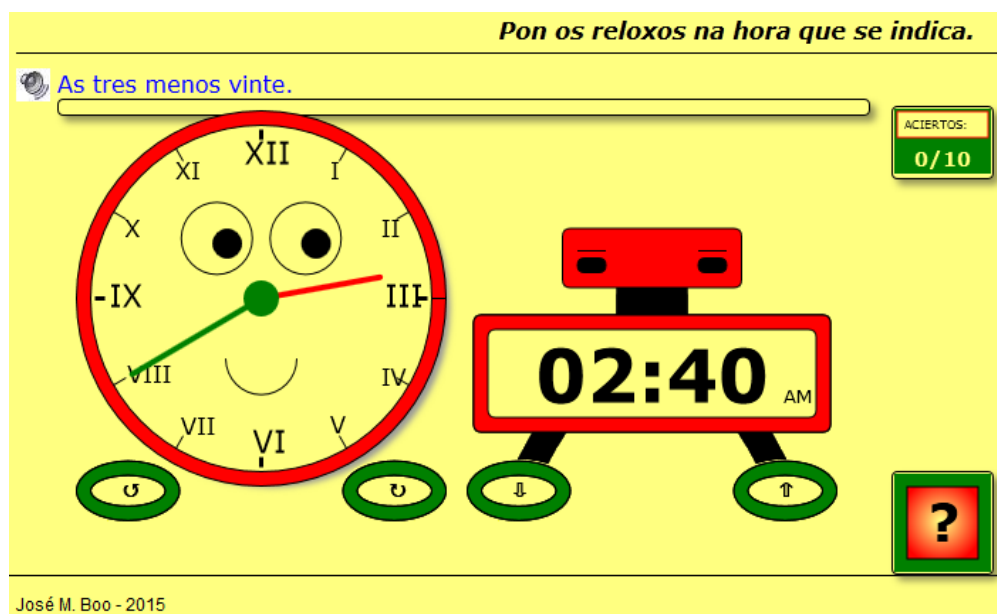 Pon os reloxos na hora que se indica.
As tres menos vinte.
ACIERTOS:
0/10
XII
XI
I
X
II
IX
III
VIII
IV
VII
V
VI
02:40
AM
?
José M. Boo - 2015